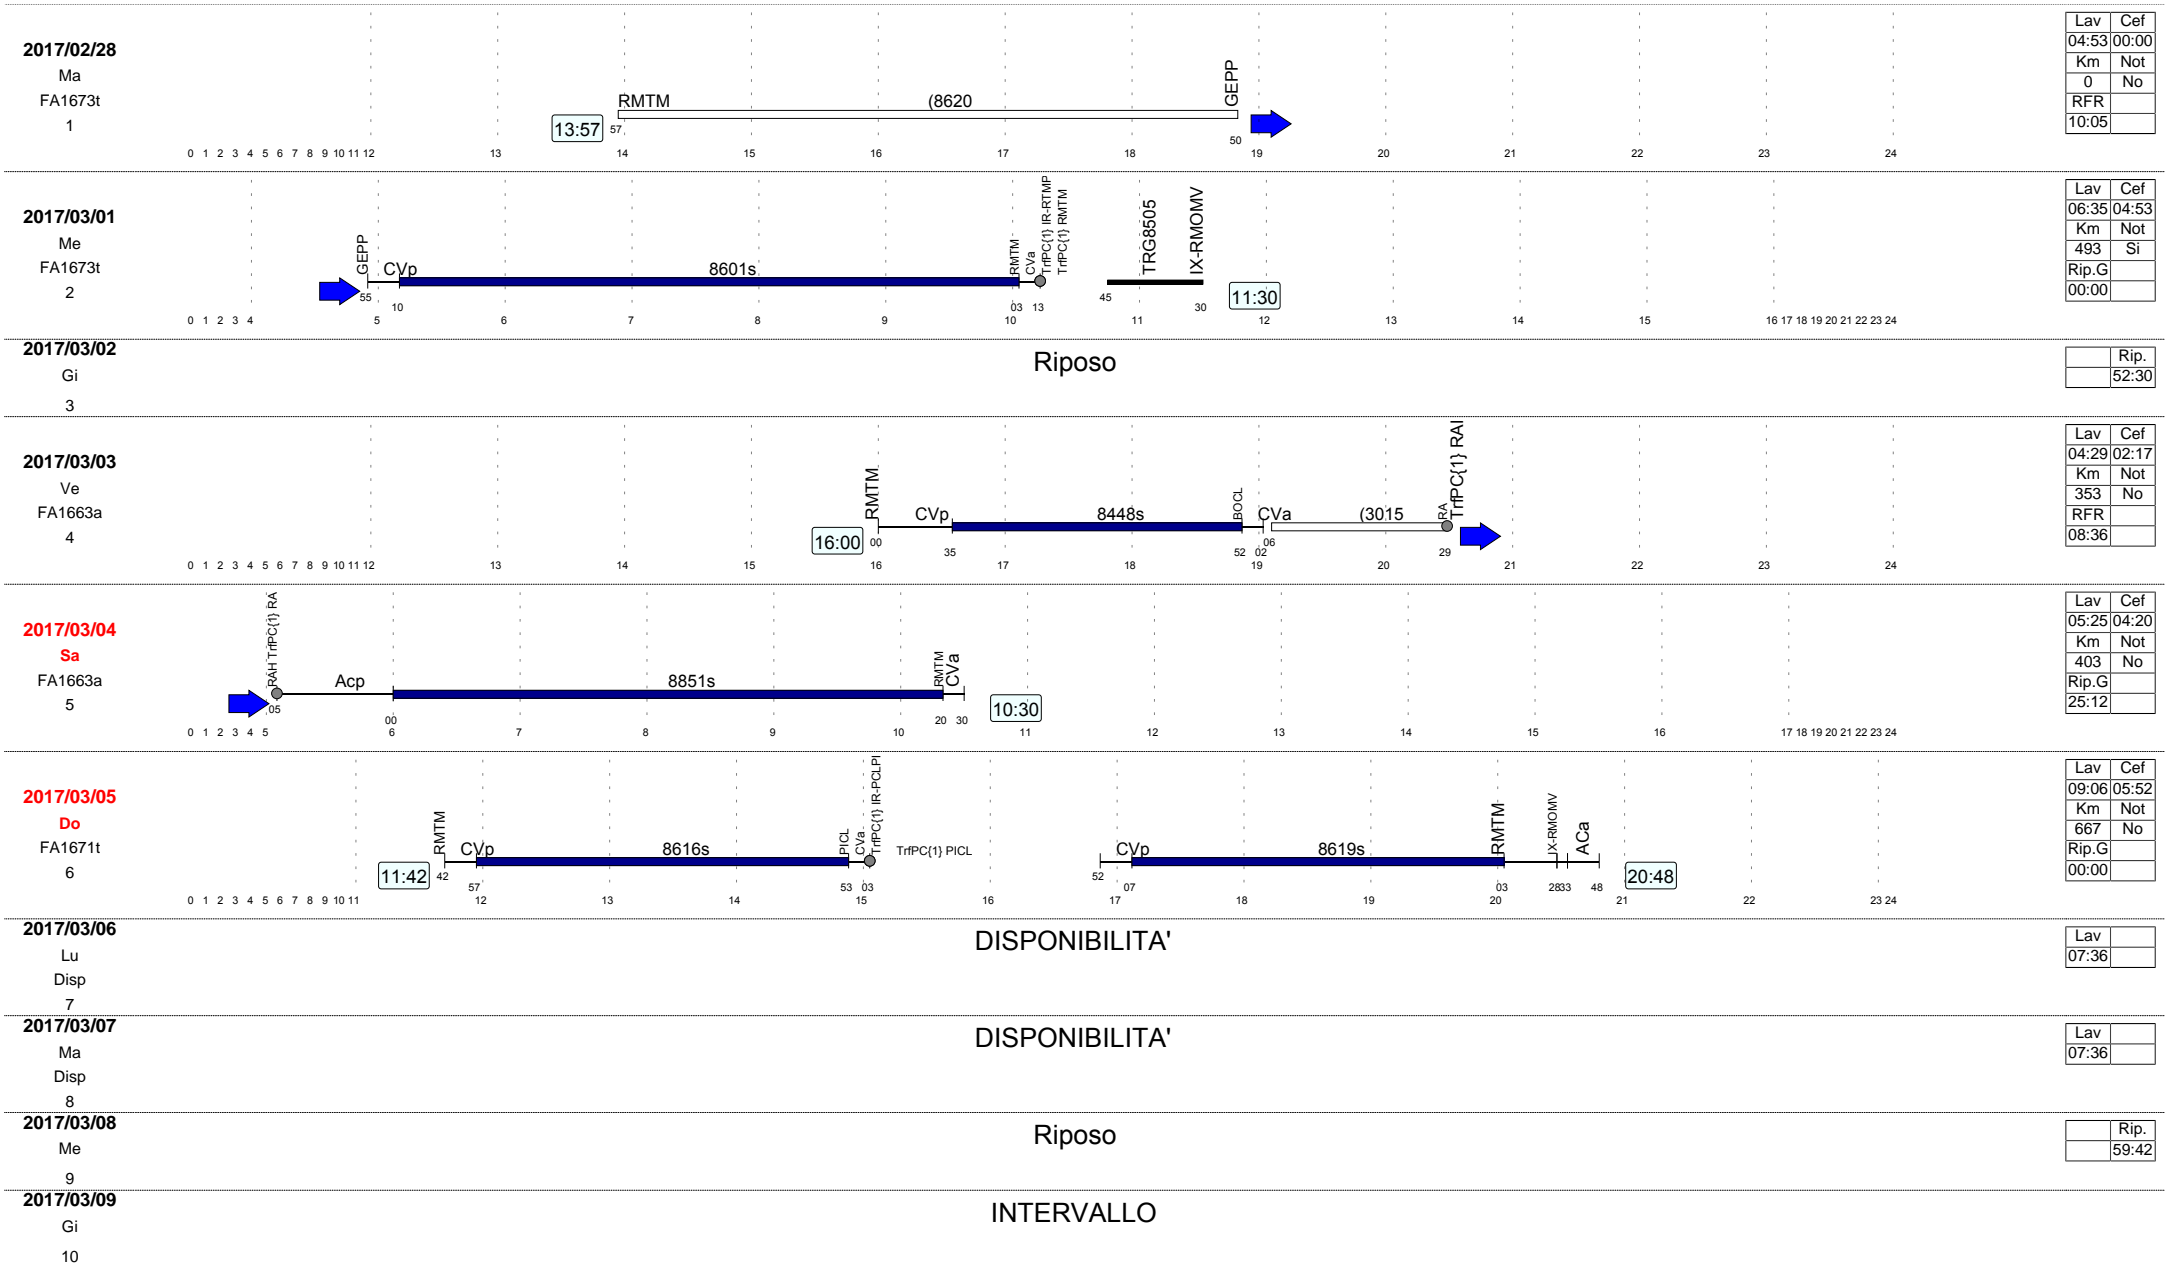 2017/02/28
Ma
FA1673t
1
13:57
RMTM
(8620
GEPP
57
50
0 1 2 3 4 5 6 7 8 9 10 11 12 13 14 15 16 17 18 19 20 21 22 23 24
Lav Cef
04:53 00:00
Km Not
0 No
RFR
10:05
2017/03/01
Me
FA1673t
2
GEPP
CVp
8601s
RMTM
CVa
TrfPC{1} IR-RTMP
TrfPC{1} RMTM
TRG8505
IX-RMOMV
55
10
03 13
45
30
11:30
0 1 2 3 4 5 6 7 8 9 10 11 12 13 14 15 16 17 18 19 20 21 22 23 24
Lav Cef
06:35 04:53
Km Not
493 Si
Rip.G
00:00
2017/03/02
Gi
3
Riposo
Rip.
52:30
2017/03/03
Ve
FA1663a
4
16:00
RMTM
CVp
8448s
BOCL
CVa
(3015
RA
TrfPC{1} RAI
00
35
52 02
06
29
0 1 2 3 4 5 6 7 8 9 10 11 12 13 14 15 16 17 18 19 20 21 22 23 24
Lav Cef
04:29 02:17
Km Not
353 No
RFR
08:36
2017/03/04
Sa
FA1663a
5
RAH TrfPC{1} RA
Acp
8851s
RMTM
CVa
05
00
20 30
10:30
0 1 2 3 4 5 6 7 8 9 10 11 12 13 14 15 16 17 18 19 20 21 22 23 24
Lav Cef
05:25 04:20
Km Not
403 No
Rip.G
25:12
2017/03/05
Do
FA1671t
6
11:42
RMTM
CVp
8616s
PICL
CVa
TrfPC{1} IR-PCLPI
TrfPC{1} PICL
CVp
8619s
RMTM
IX-RMOMV
ACa
42
57
53 03
52
07
03
28 33
48
20:48
0 1 2 3 4 5 6 7 8 9 10 11 12 13 14 15 16 17 18 19 20 21 22 23 24
Lav Cef
09:06 05:52
Km Not
667 No
Rip.G
00:00
2017/03/06
Lu
Disp
7
DISPONIBILITA'
Lav
07:36
2017/03/07
Ma
Disp
8
DISPONIBILITA'
Lav
07:36
2017/03/08
Me
9
Riposo
Rip.
59:42
2017/03/09
Gi
10
INTERVALLO